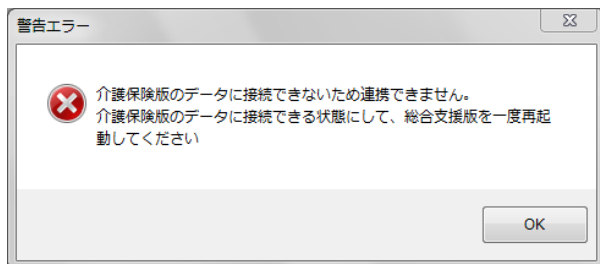 警告エラー
介護保険版のデータに接続できないため連携できません。
介護保険版のデータに接続できる状態にして、総合支援版を一度再起
動してください
OK